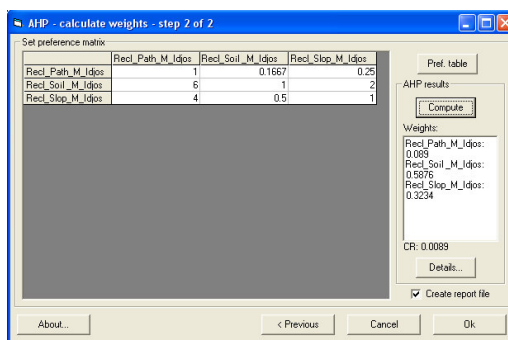 AHP - calculate weights - step 2 of 2
Set preference matrix
Recl_Path_M_Idjos Recl_Soil_M_Idjos Recl_Slop_M_Idjos
Recl_Path_M_Idjos 1 0.1667 0.25
Recl_Soil_M_Idjos 6 1 2
Recl_Slop_M_Idjos 4 0.5 1
Pref. table
AHP results
Compute
Weights:
Recl_Path_M_Idjos:
0.089
Recl_Soil_M_Idjos:
0.5876
Recl_Slop_M_Idjos:
0.3234
CR: 0.0089
Details...
Create report file
About...
< Previous
Cancel
Ok